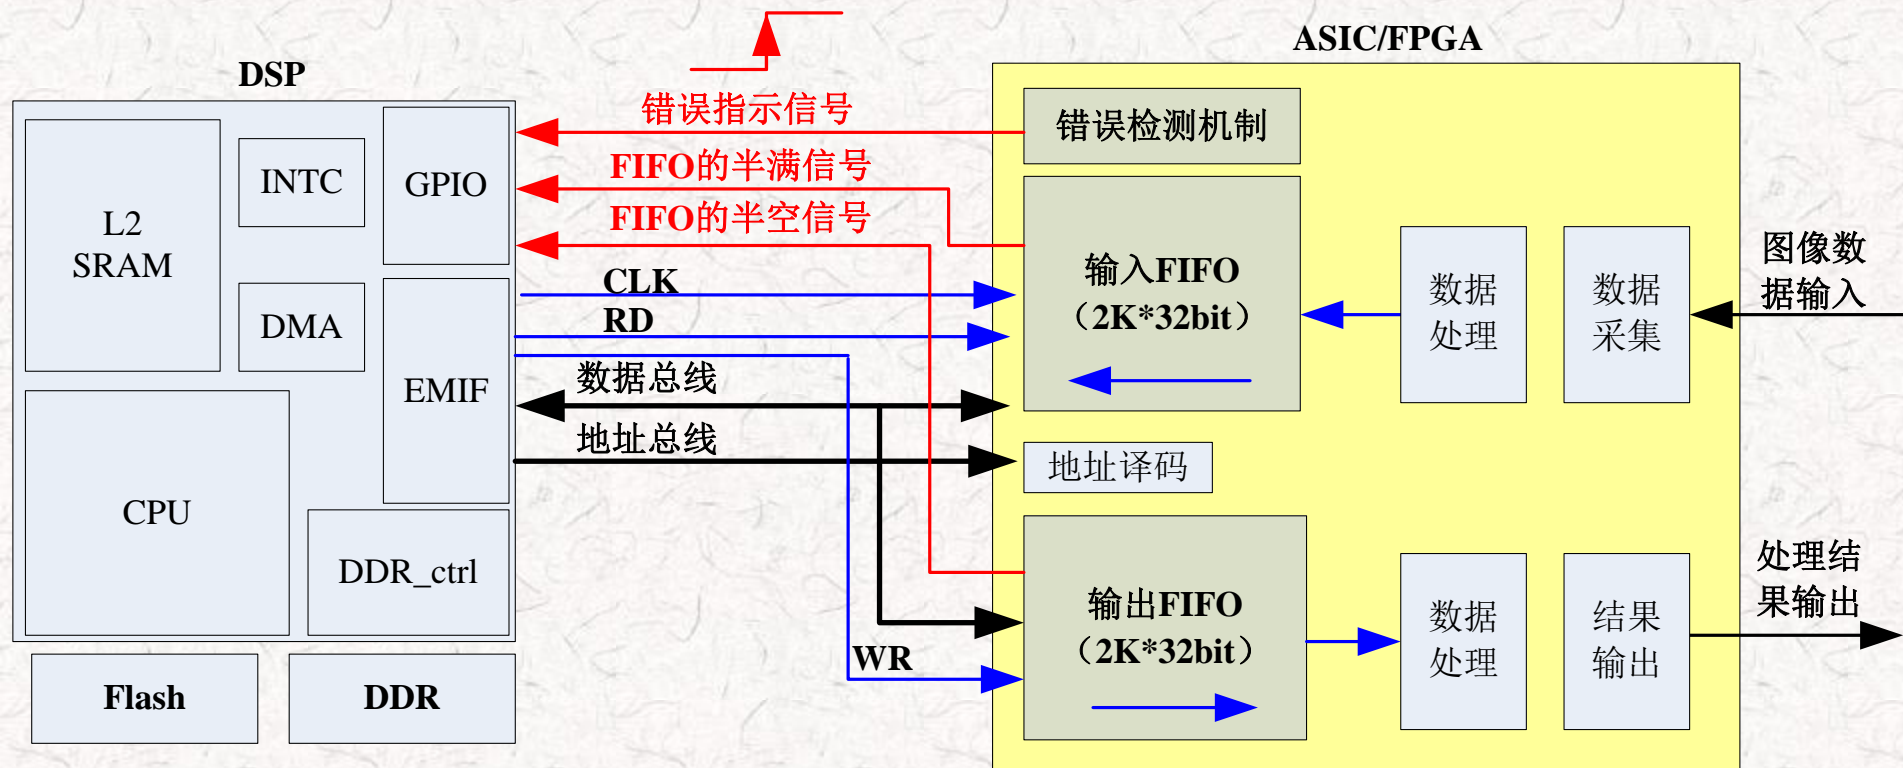 DSP
L2
SRAM
INTC
GPIO
DMA
EMIF
CPU
DDR_ctrl
Flash
DDR
错误指示信号
FIFO的半满信号
FIFO的半空信号
CLK
RD
数据总线
地址总线
WR
ASIC/FPGA
错误检测机制
输入FIFO
（2K*32bit）
数据
处理
数据
采集
图像数
据输入
地址译码
输出FIFO
（2K*32bit）
数据
处理
结果
输出
处理结
果输出